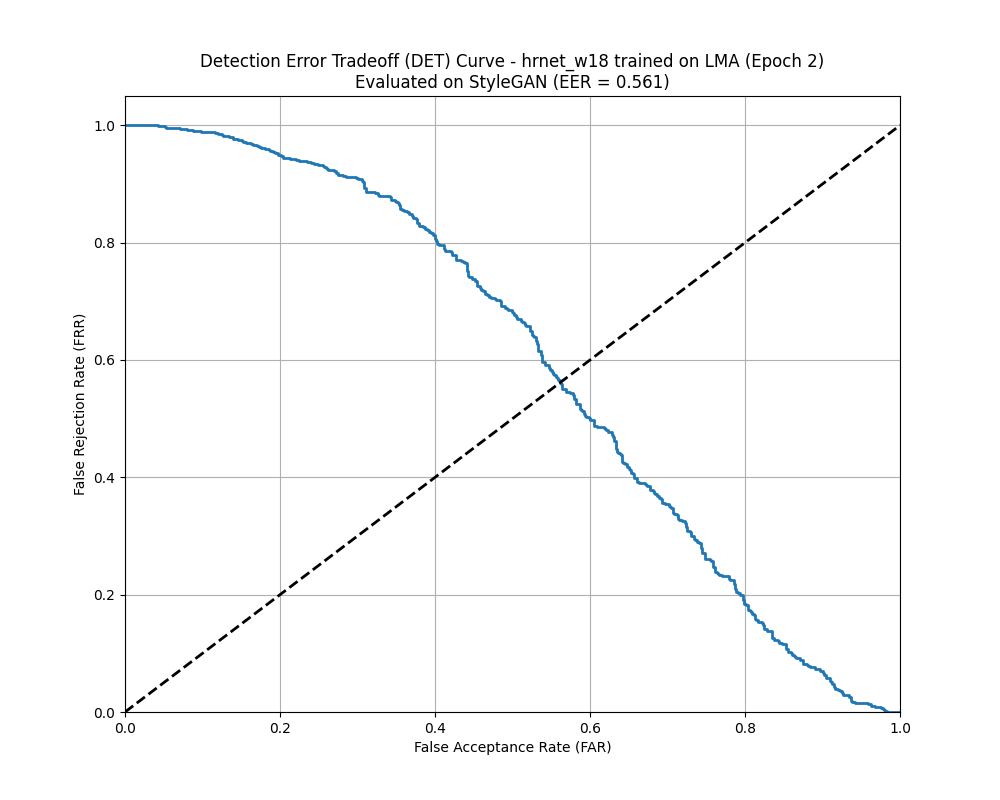 Detection Error Tradeoff (DET) Curve - hrnet_w18 trained on LMA (Epoch 2)
Evaluated on StyleGAN (EER = 0.561)
1.0
0.8
0.6
0.4
0.2
0.0
False Rejection Rate (FRR)
0.0 0.2 0.4 0.6 0.8 1.0
False Acceptance Rate (FAR)